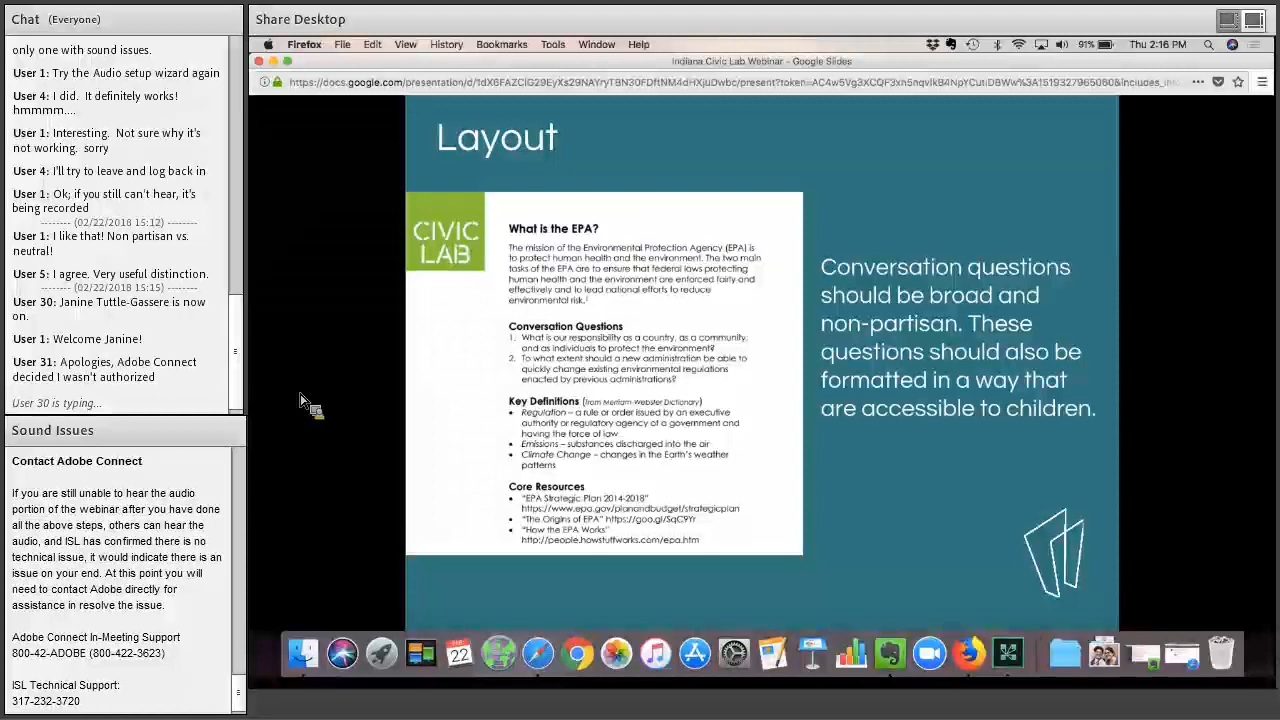 Chat (Everyone)
only one with sound issues.
User 1: Try the Audio setup wizard again
User 4: I did. It definitely works!
hmmmm....
User 1: Interesting. Not sure why it's
not working. sorry
User 4: I'll try to leave and log back in
User 1: Ok; if you still can't hear, it's
being recorded
-------- (02/22/2018 15:12) --------
User 1: I like that! Non partisan vs.
neutral!
User 5: I agree. Very useful distinction.
-------- (02/22/2018 15:15) --------
User 30: Janine Tuttle-Gassere is now
on.
User 1: Welcome Janine!
User 31: Apologies, Adobe Connect
decided I wasn't authorized
User 30 is typing...
Sound Issues
Contact Adobe Connect
If you are still unable to hear the audio
portion of the webinar after you have done
all the above steps, others can hear the
audio, and ISL has confirmed there is no
technical issue, it would indicate there is an
issue on your end. At this point you will
need to contact Adobe directly for
assistance in resolve the issue.
Adobe Connect In-Meeting Support
800-42-ADOBE (800-422-3623)
ISL Technical Support:
317-232-3720
Share Desktop
Firefox File Edit View History Bookmarks Tools Window Help 91% Thu 2:16 PM
Indiana Civic Lab Webinar - Google Slides
Layout
CIVIC
LAB
What is the EPA?
The mission of the Environmental Protection Agency (EPA) is
to protect human health and the environment. The two main
tasks of the EPA are to ensure that federal laws protecting
human health and the environment are enforced fairly and
effectively and to lead national efforts to reduce
environmental risk.¹
Conversation Questions
1. What is our responsibility as a country, as a community,
and as individuals to protect the environment?
2. To what extent should a new administration be able to
quickly change existing environmental regulations
enacted by previous administrations?
Key Definitions (from Merriam-Webster Dictionary)
• Regulation – a rule or order issued by an executive
authority or regulatory agency of a government and
having the force of law
• Emissions – substances discharged into the air
• Climate Change – changes in the Earth's weather
patterns
Core Resources
• "EPA Strategic Plan 2014-2018"
https://www.epa.gov/planandbudget/strategicplan
• "The Origins of EPA" https://goo.gl/SqC9Yr
• "How the EPA Works"
http://people.howstuffworks.com/epa.htm
Conversation questions
should be broad and
non-partisan. These
questions should also be
formatted in a way that
are accessible to children.
22